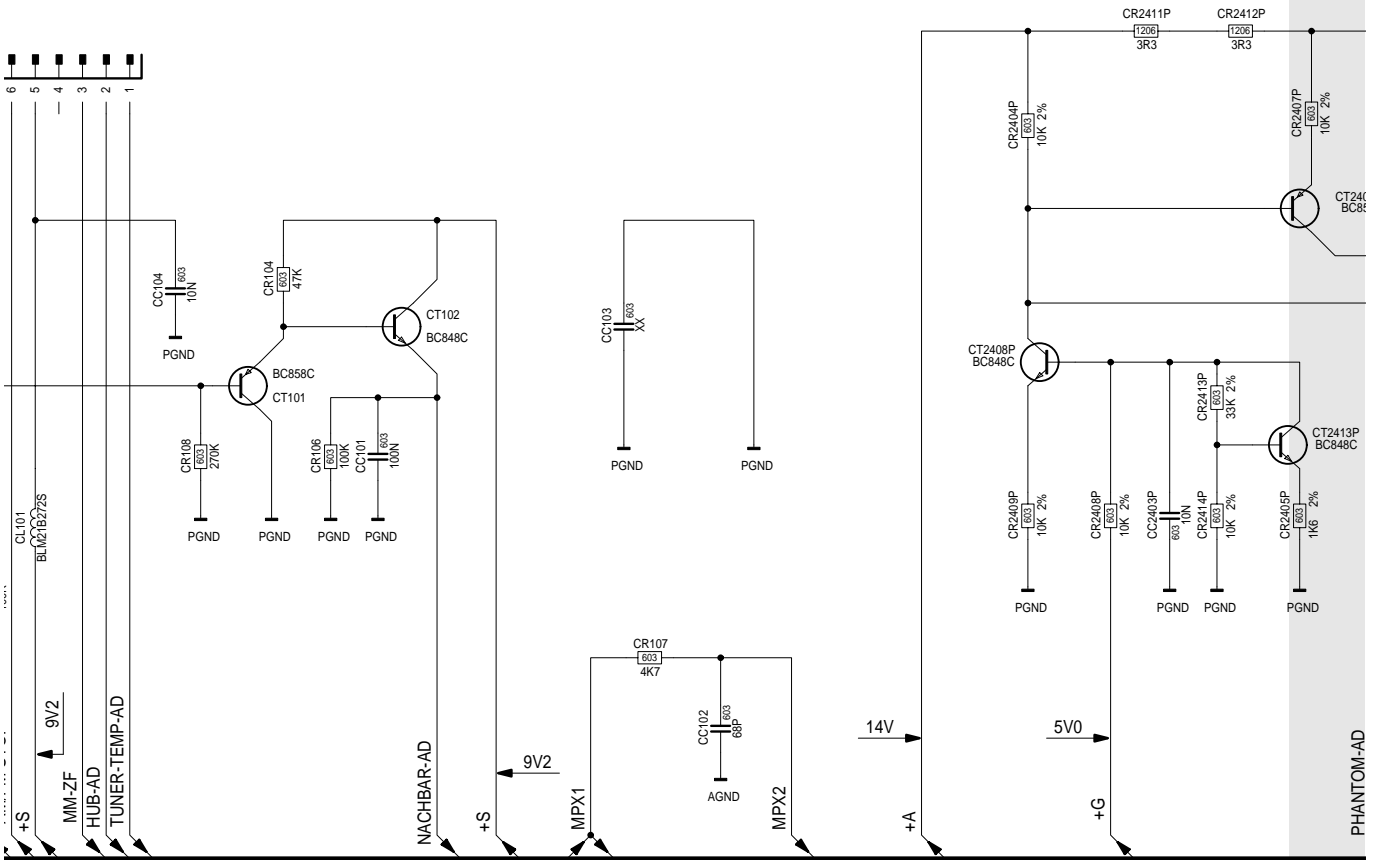 CR2411P
1206
3R3
CR2412P
1206
3R3
6
5
4
3
2
1
CR2404P
603
10K 2%
CR2407P
603
10K 2%
CC104
603
10N
PGND
CR104
603
47K
CT102
BC848C
BC858C
CT101
CC103
603
XX
PGND
PGND
CT2408P
BC848C
CR2413P
603
33K 2%
CT2413P
BC848C
CR108
603
270K
PGND
PGND
CR106
603
100K
PGND
CC101
603
100N
PGND
CL101
BLM21B272S
CR2409P
603
10K 2%
PGND
CR2408P
603
10K 2%
CC2403P
10N
603
PGND
CR2414P
603
10K 2%
PGND
CR2405P
603
1K6 2%
PGND
CR107
603
4K7
CC102
603
68P
AGND
9V2
9V2
14V
5V0
+S
MM-ZF
HUB-AD
TUNER-TEMP-AD
NACHBAR-AD
+S
MPX1
MPX2
+A
+G
PHANTOM-AD